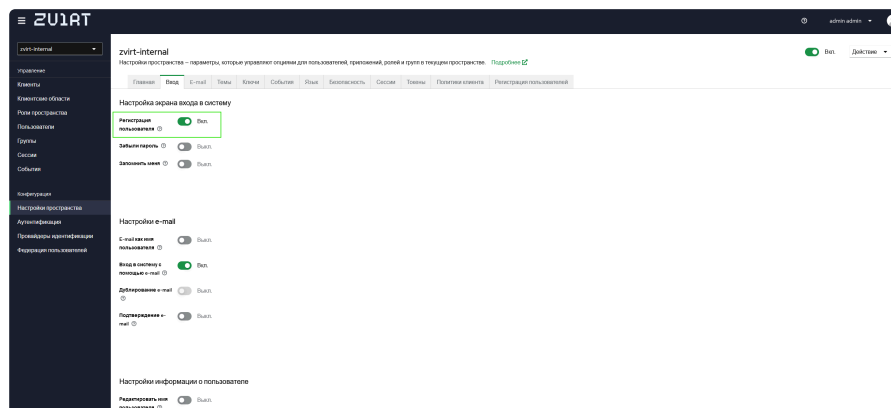 ZVIRT
admin admin
zvirt-internal
Управление
Клиенты
Клиентские области
Роли пространства
Пользователи
Группы
Сессии
События
Конфигурация
Настройки пространства
Аутентификация
Провайдеры идентификации
Федерация пользователей
zvirt-internal
Вкл.
Действие
Настройки пространства – параметры, которые управляют опциями для пользователей, приложений, ролей и групп в текущем пространстве. Подробнее
Главная Вход E-mail Темы Ключи События Язык Безопасность Сессии Токены Политики клиента Регистрация пользователей
Настройка экрана входа в систему
Регистрация
пользователя
Вкл.
Забыли пароль
Выкл.
Запомнить меня
Выкл.
Настройки e-mail
E-mail как имя
пользователя
Выкл.
Вход в систему с
помощью e-mail
Вкл.
Дублирование e-mail
Выкл.
Подтверждение e-
mail
Выкл.
Настройки информации о пользователе
Редактировать имя
пользователя
Выкл.